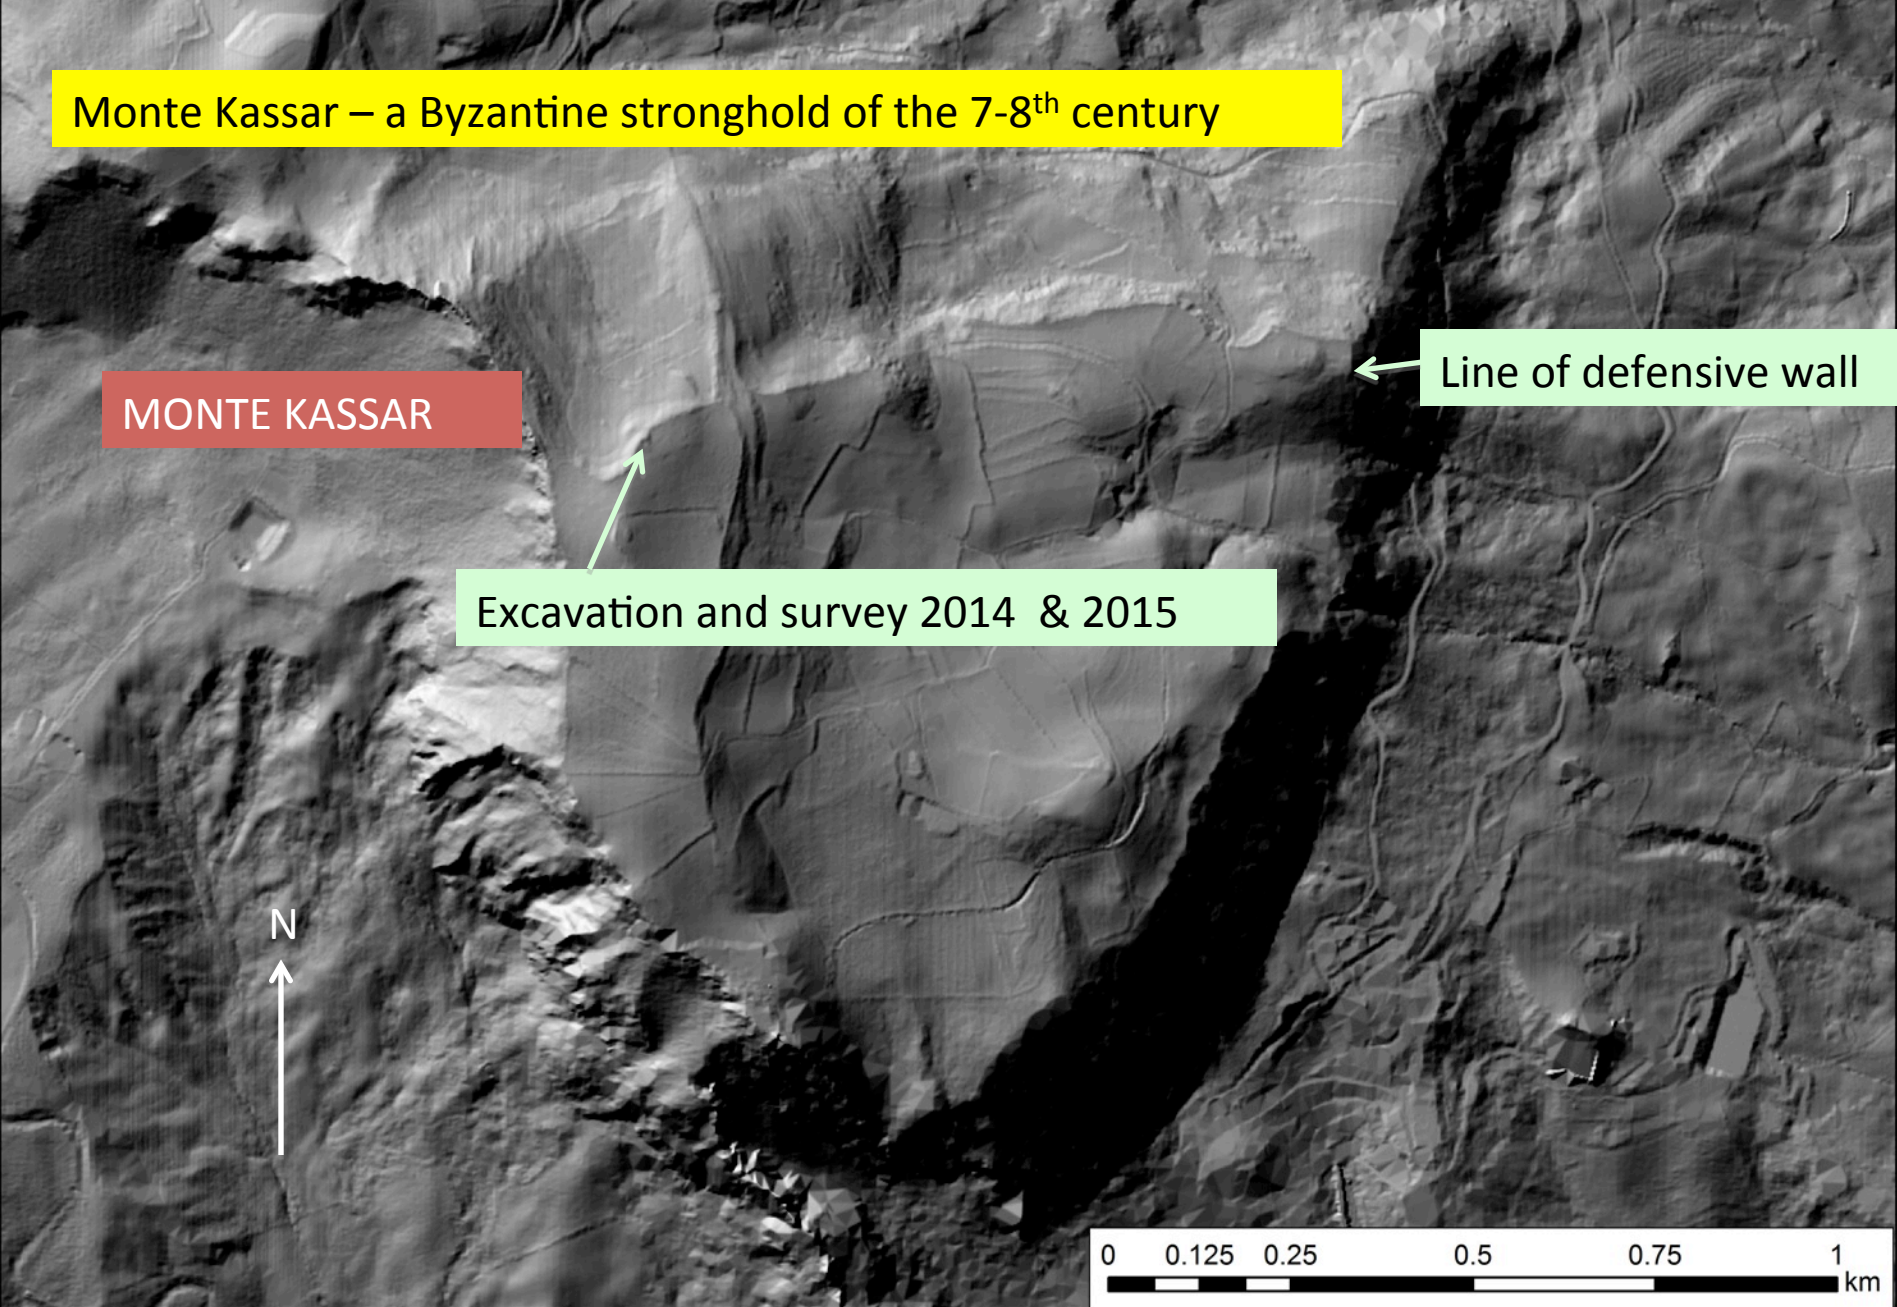 Monte Kassar – a Byzantine stronghold of the 7-8th century
Line of defensive wall
MONTE KASSAR
Excavation and survey 2014 & 2015
N
0 0.125 0.25 0.5 0.75 1
km